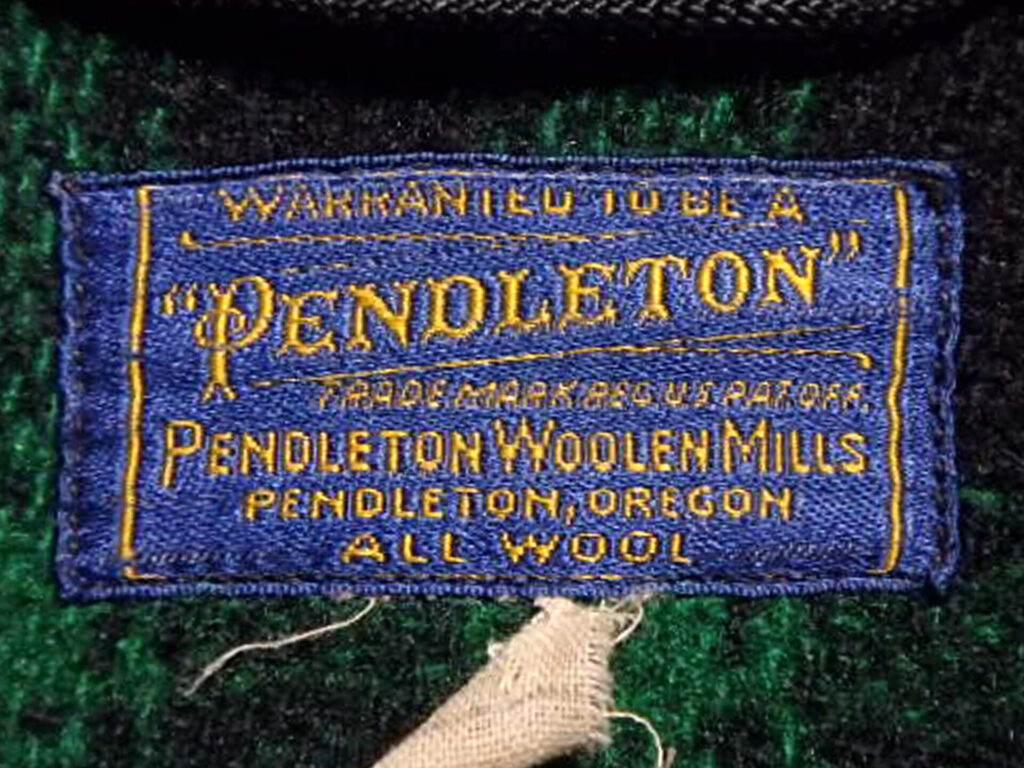 WARRANTED TO BE A
"PENDLETON"
TRADE MARK REG. U.S. PAT. OFF.
PENDLETON WOOLEN MILLS
PENDLETON, OREGON
ALL WOOL